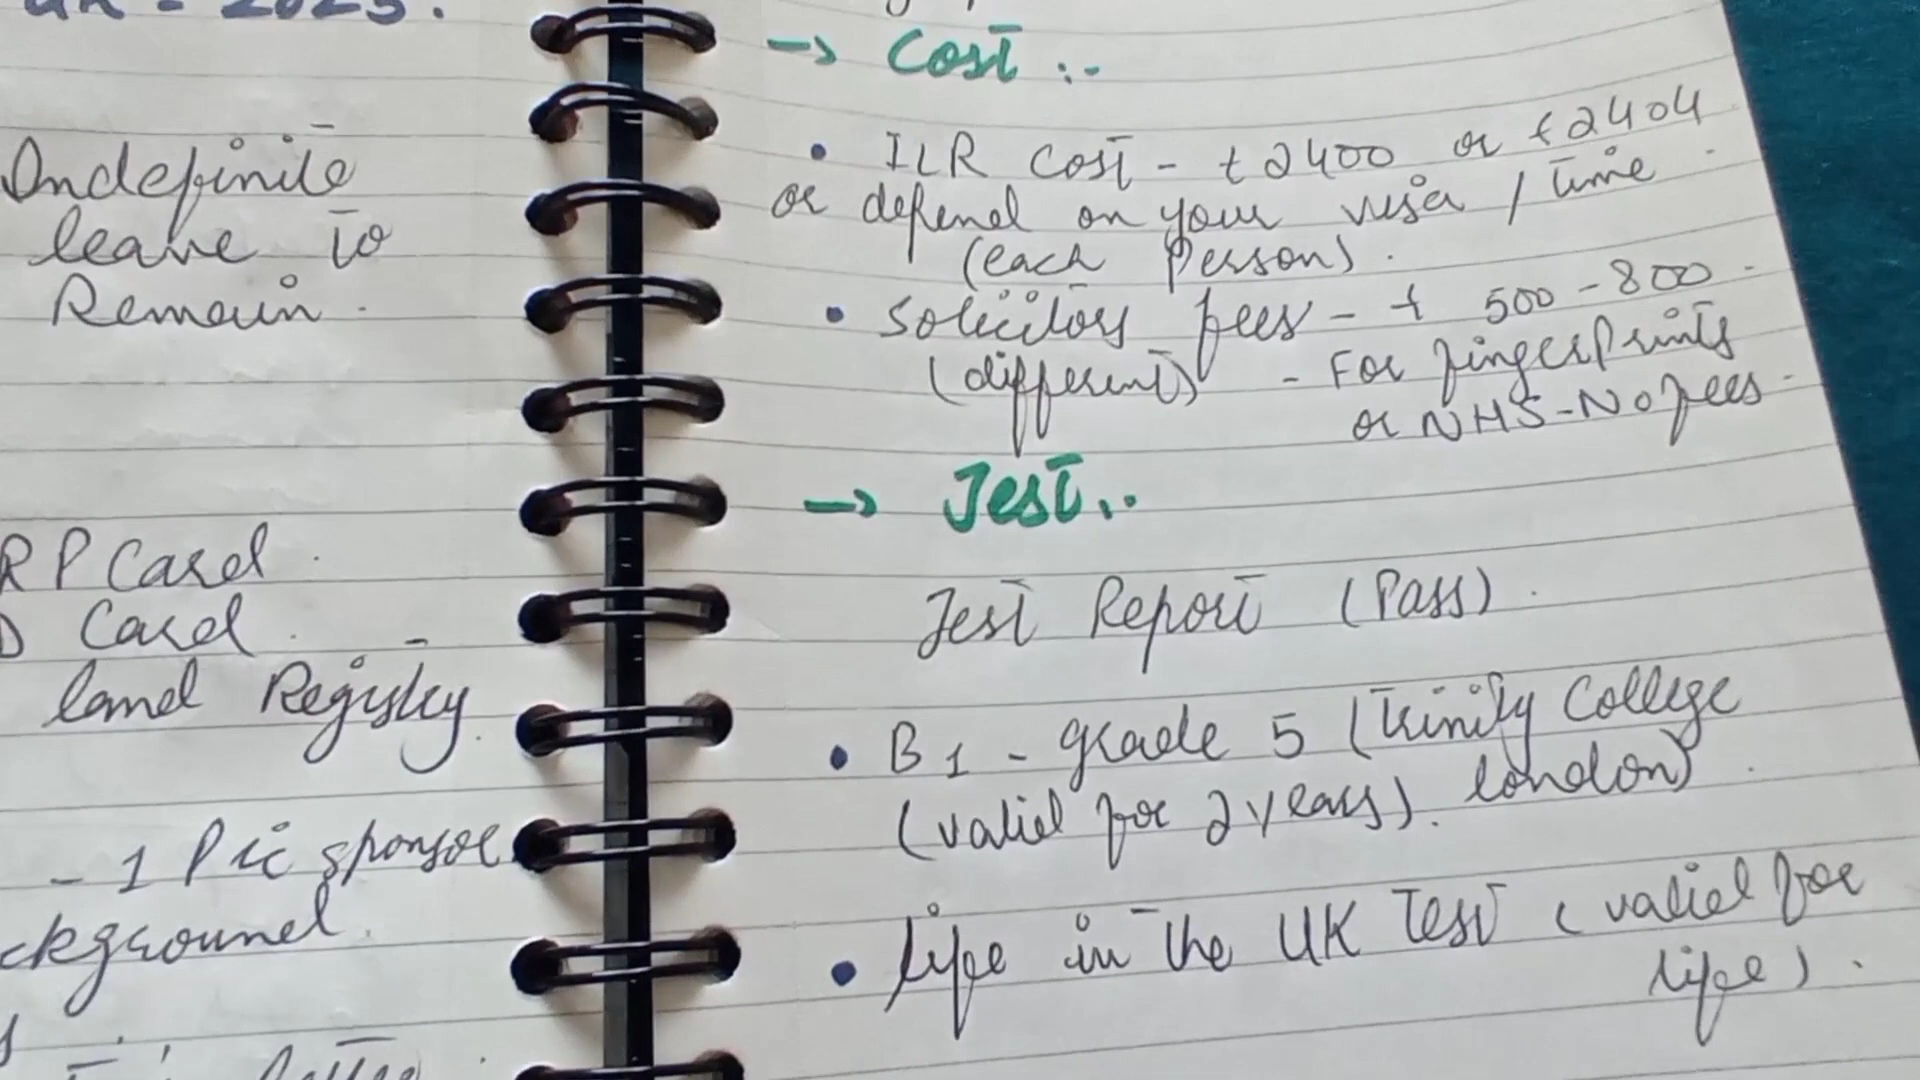 UK - 2023.
Indefinite
leave to
Remain.
RP Card.
Card.
land Registry.
- 1 Pic sponsor
ckground.
→ Cost :-
• ILR Cost - £2400 or £2404
or depend on your visa / time.
(each Person).
• Solicitors fees - £ 500-800.
(different) - For fingerprints
or NHS-No fees.
→ Test..
Test Report (Pass).
• B1 - grade 5 (Trinity College
(valid for 2 years). london).
• life in the UK Test (valid for
life).